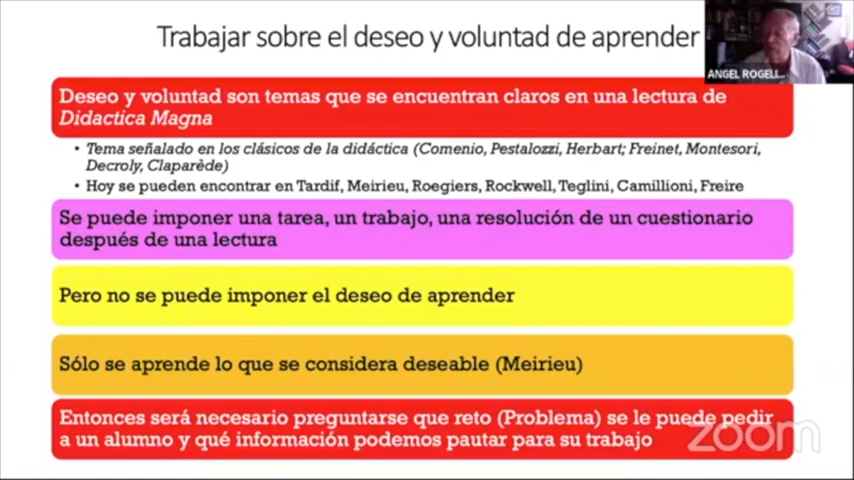 Trabajar sobre el deseo y voluntad de aprender
ANGEL ROGELI...
Deseo y voluntad son temas que se encuentran claros en una lectura de
Didactica Magna
• Tema señalado en los clásicos de la didáctica (Comenio, Pestalozzi, Herbart; Freinet, Montesori,
Decroly, Claparède)
• Hoy se pueden encontrar en Tardif, Meirieu, Roegiers, Rockwell, Teglini, Camillioni, Freire
Se puede imponer una tarea, un trabajo, una resolución de un cuestionario
después de una lectura
Pero no se puede imponer el deseo de aprender
Sólo se aprende lo que se considera deseable (Meirieu)
Entonces será necesario preguntarse que reto (Problema) se le puede pedir
a un alumno y qué información podemos pautar para su trabajo
zoom